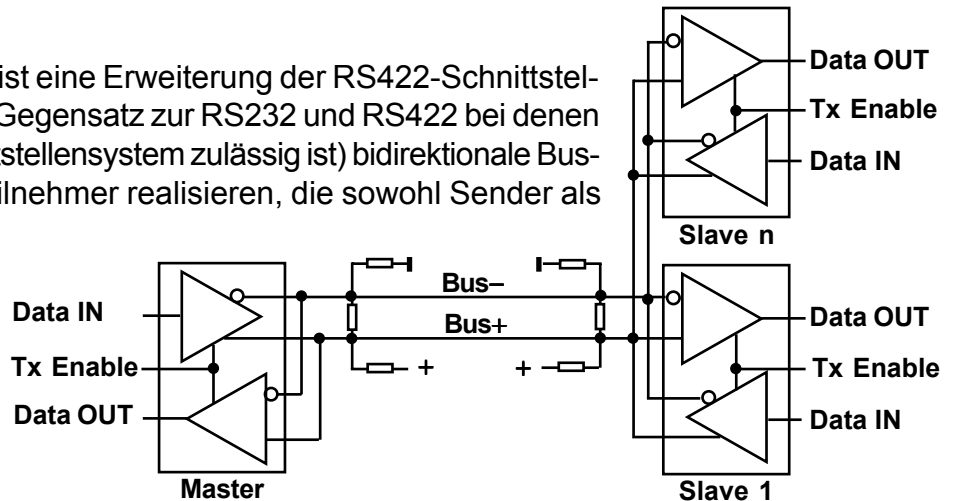 ist eine Erweiterung der RS422-Schnittstel-
Gegensatz zur RS232 und RS422 bei denen
tstellensystem zulässig ist) bidirektionale Bus-
ilnehmer realisieren, die sowohl Sender als
Data OUT
Tx Enable
Data IN
Slave n
Data IN
Tx Enable
Data OUT
Master
Bus–
Bus+
+
+
Data OUT
Tx Enable
Data IN
Slave 1